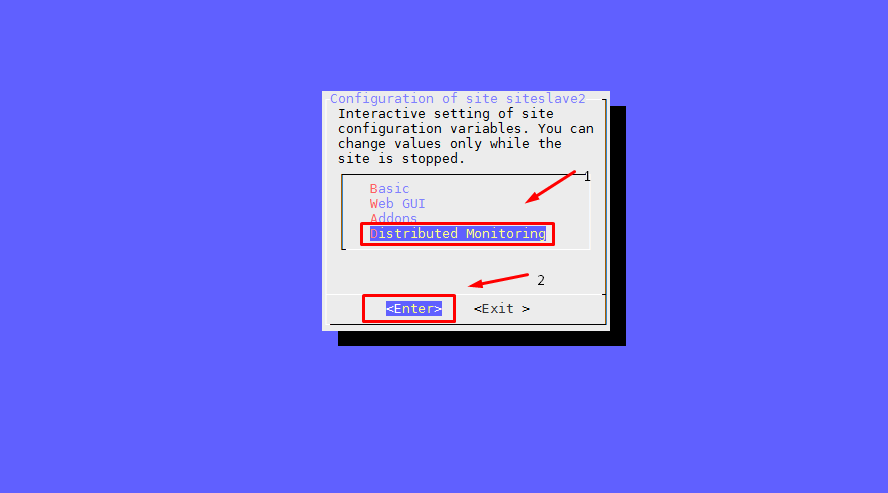 Configuration of site siteslave2
Interactive setting of site
configuration variables. You can
change values only while the
site is stopped.
1
Basic
Web GUI
Addons
Distributed Monitoring
2
<Enter> <Exit >